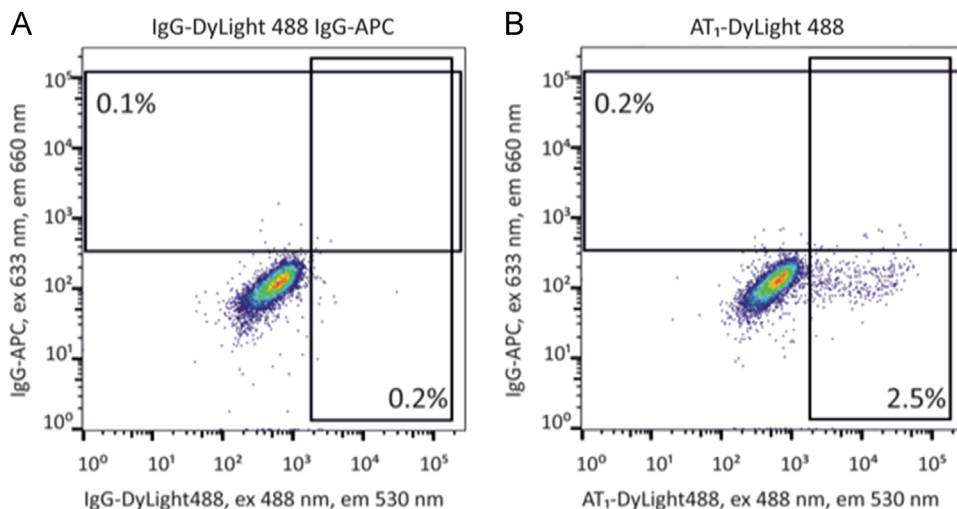 A
IgG-DyLight 488 IgG-APC
IgG-APC, ex 633 nm, em 660 nm
10⁵
10⁴
10³
10²
10¹
10⁰
0.1%
0.2%
10⁰ 10¹ 10² 10³ 10⁴ 10⁵
IgG-DyLight488, ex 488 nm, em 530 nm
B
AT₁-DyLight 488
IgG-APC, ex 633 nm, em 660 nm
10⁵
10⁴
10³
10²
10¹
10⁰
0.2%
2.5%
10⁰ 10¹ 10² 10³ 10⁴ 10⁵
AT₁-DyLight488, ex 488 nm, em 530 nm